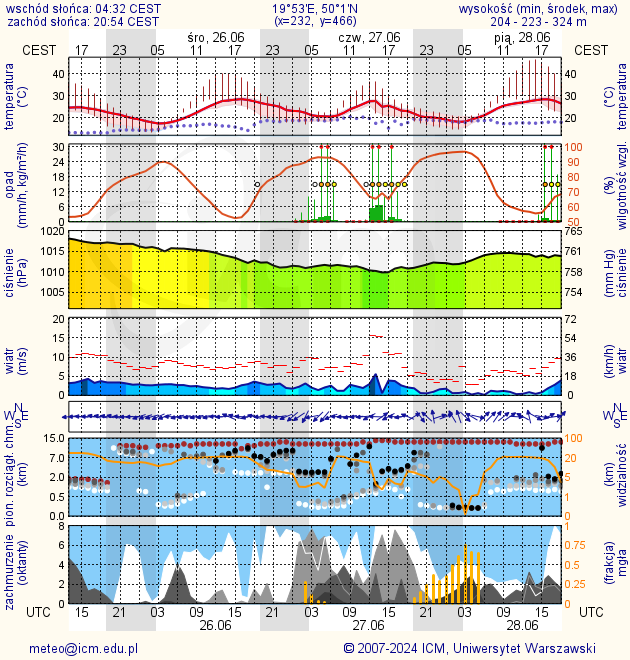 wschód słońca: 04:32 CEST 19°53'E, 50°1'N wysokość (min, środek, max)
zachód słońca: 20:54 CEST (x=232, y=466) 204 - 223 - 324 m
śro, 26.06 czw, 27.06 pią, 28.06
CEST 17 23 05 11 17 23 05 11 17 23 05 11 17 CEST
temperatura (°C) 40 30 20 40 30 20 (°C) temperatura
opad (mm/h, kg/m²/h) 30 24 18 12 6 0 100 90 80 70 60 50 (%) wilgotność wzgl.
ciśnienie (hPa) 1020 1015 1010 1005 765 761 758 754 (mm Hg) ciśnienie
wiatr (m/s) 20 15 10 5 0 72 54 36 18 0 (km/h) wiatr
N W E S N W E S
pion. rozciągł. chm. (km) 15.0 7.0 2.0 0.5 0.0 100 20 5 1 0 (km) widzialność
zachmurzenie (oktanty) 8 6 4 2 0 1 0.75 0.5 0.25 0 (frakcja) mgła
UTC 15 21 03 09 15 21 03 09 15 21 03 09 15 UTC
26.06 27.06 28.06
meteo@icm.edu.pl © 2007-2024 ICM, Uniwersytet Warszawski